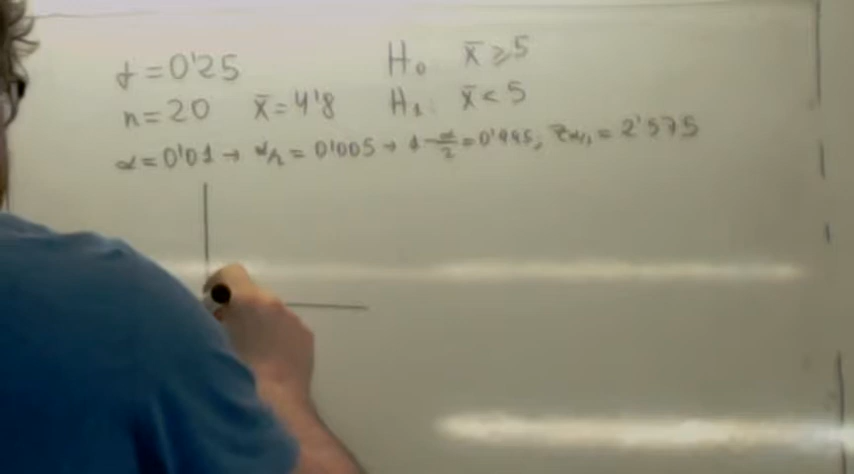 σ = 0'25 H₀ x̄ ≥ 5
n = 20 x̄ = 4'8 H₁: x̄ < 5
α = 0'01 → α/2 = 0'005 → 1 - α/2 = 0'995, Zα/2 = 2'575